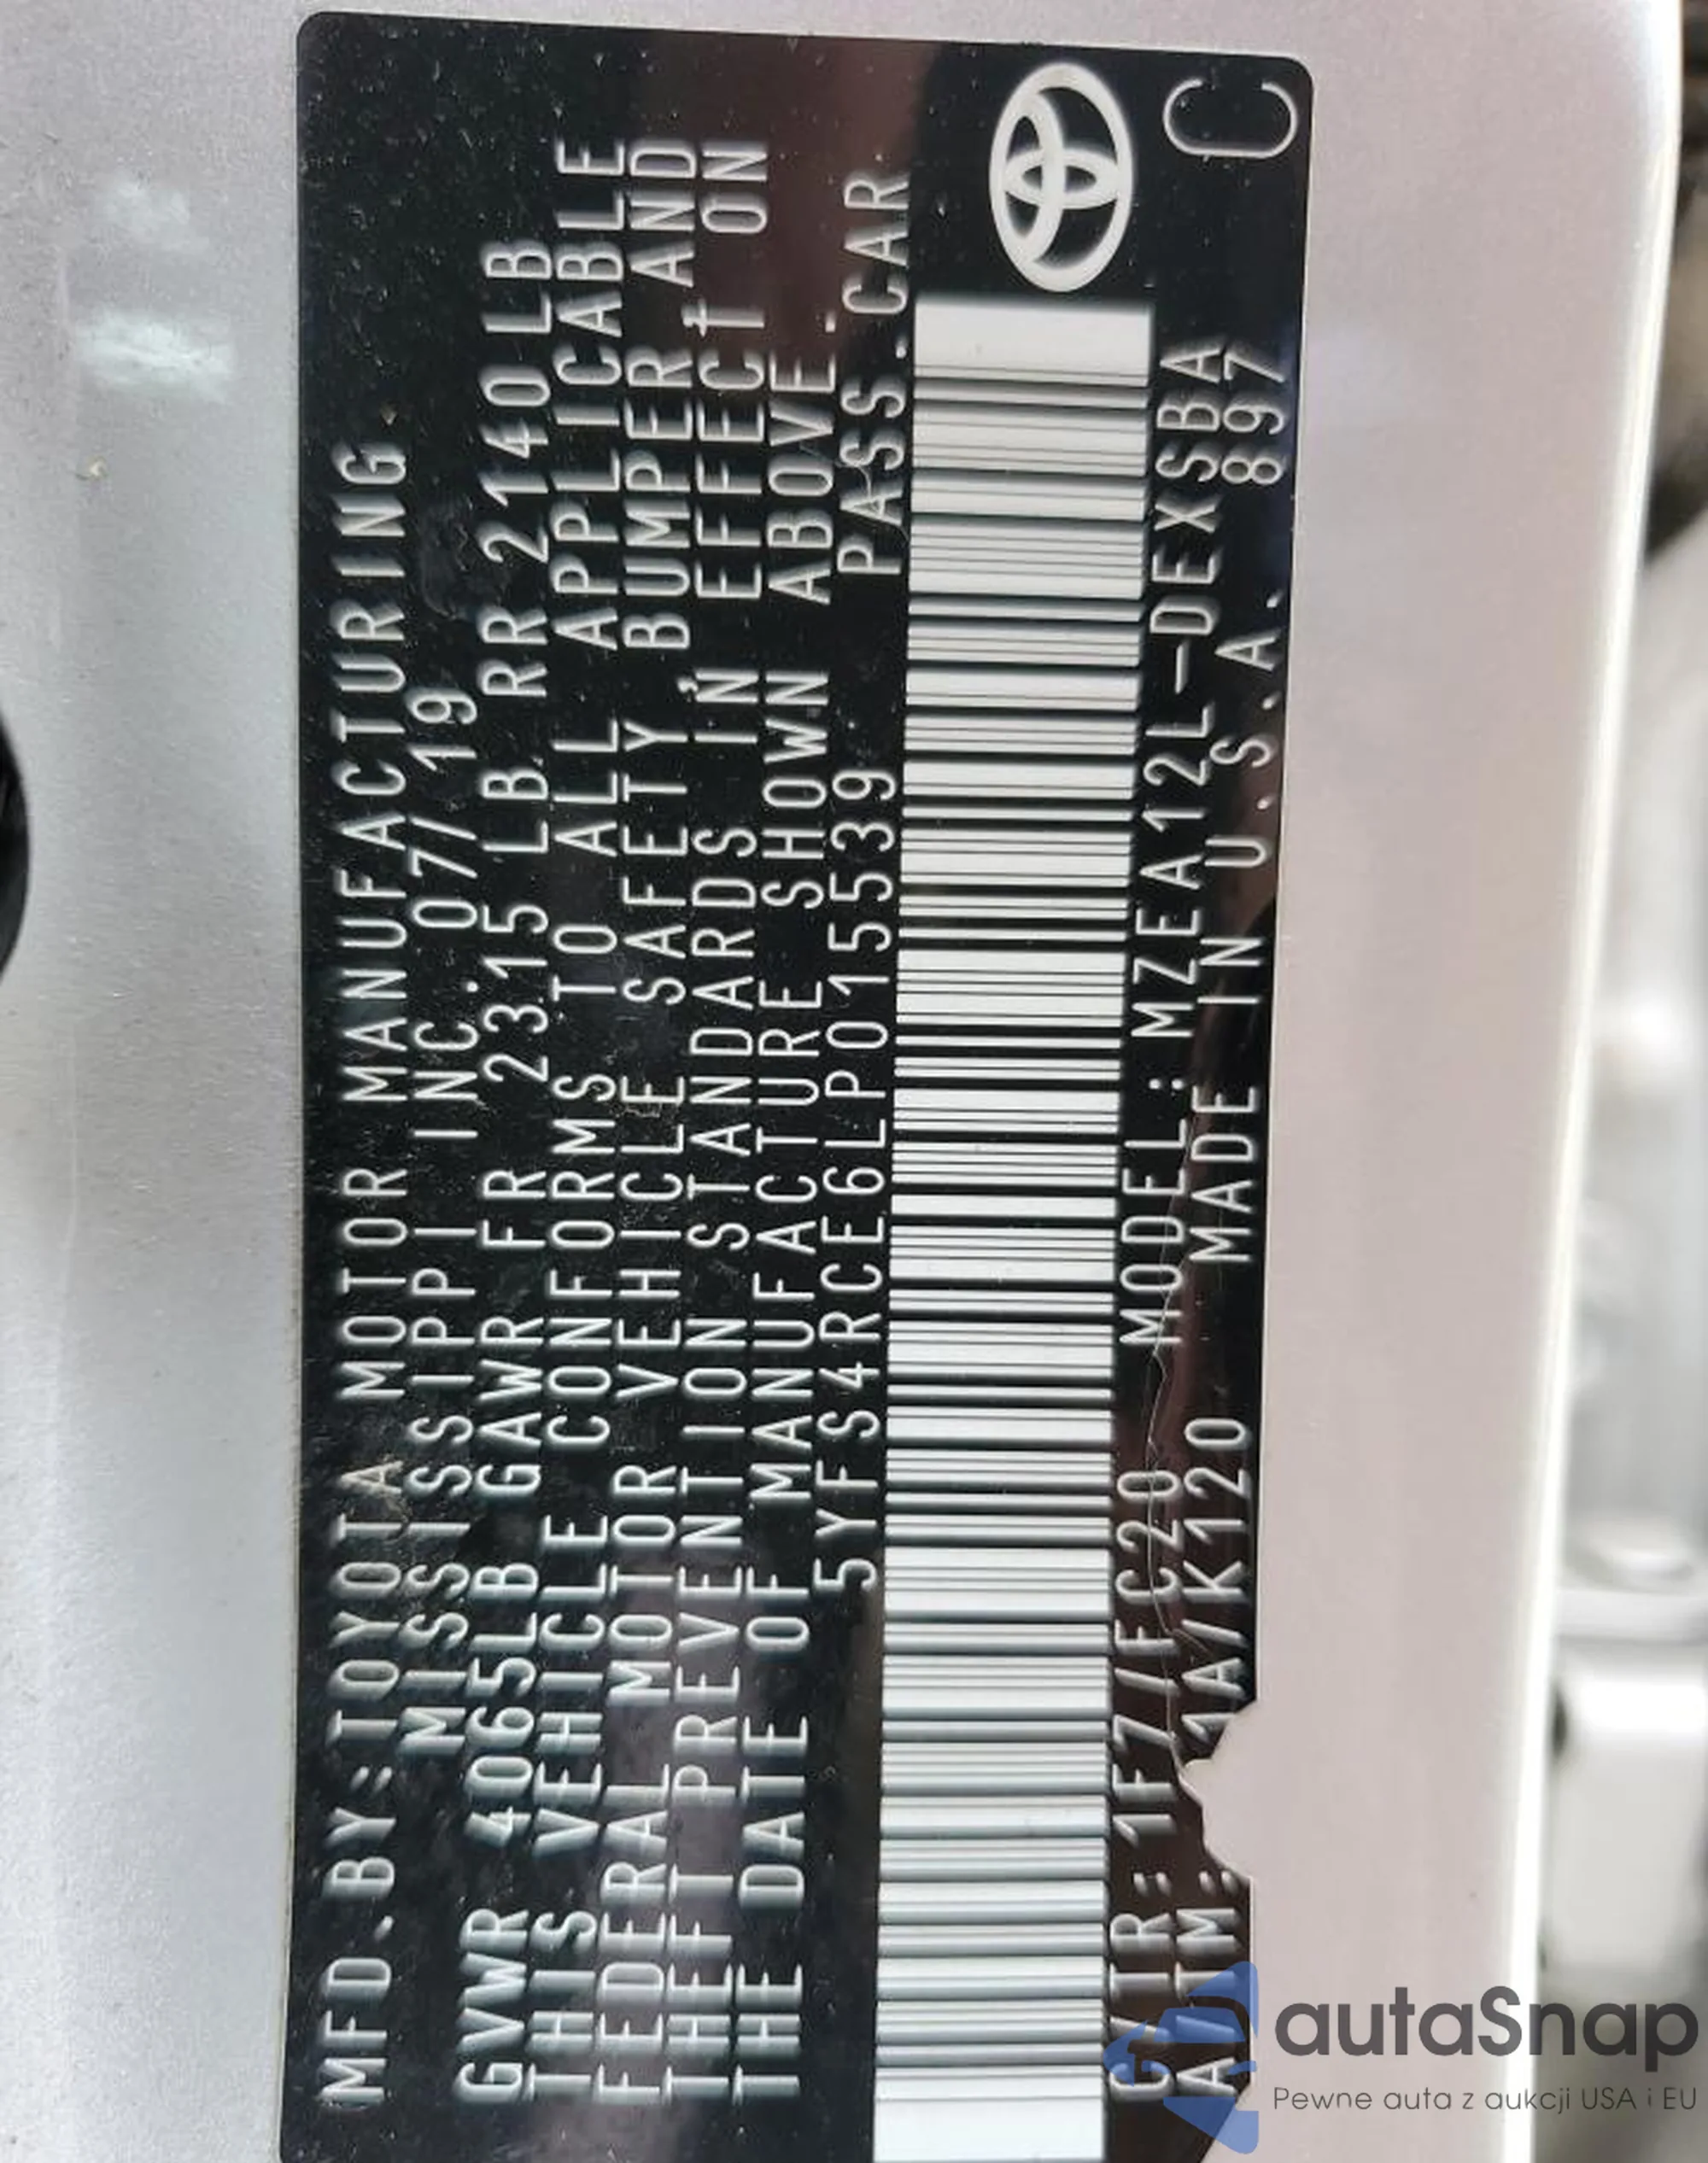 MFD.BY:TOYOTA MOTOR MANUFACTURING
MISSISSIPPI INC. 07/19
GVWR 4065LB GAWR FR 2315 LB RR 2140LB
THIS VEHICLE CONFORMS TO ALL APPLICABLE
FEDERAL MOTOR VEHICLE SAFETY BUMPER AND
THEFT PREVENTION STANDARDS IN EFFECT ON
THE DATE OF MANUFACTURE SHOWN ABOVE.
5YFS4RCE6LP015539 PASS.CAR
C/TR:1F7/FC20 MODEL:MZEA12L-DEXSBA
A/TM: 1A/K120 MADE IN U.S.A. 897
C
autaSnap
Pewne auta z aukcji USA i EU